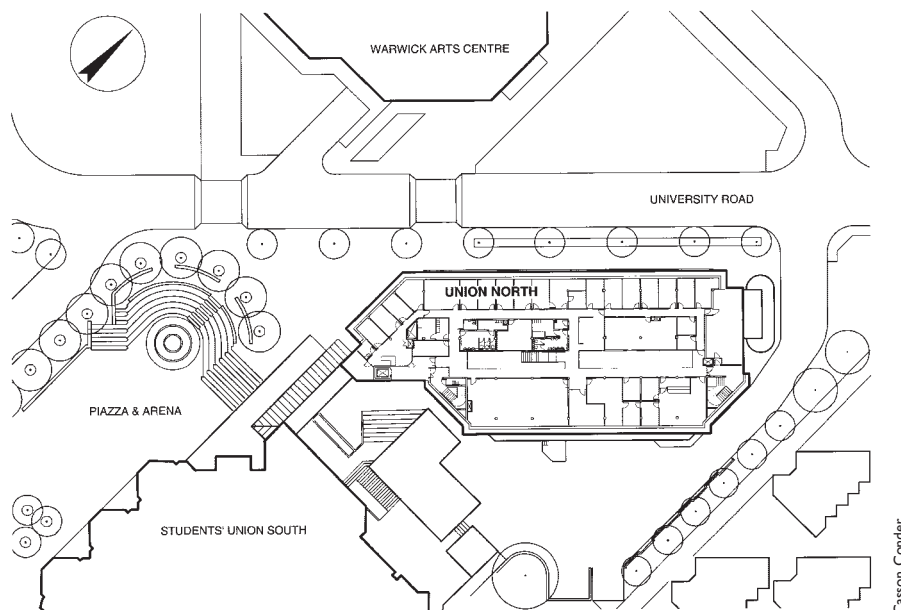 WARWICK ARTS CENTRE
UNIVERSITY ROAD
UNION NORTH
PIAZZA & ARENA
STUDENTS' UNION SOUTH
Casson Conder